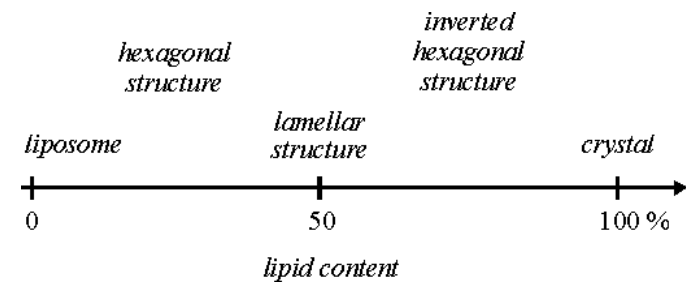 inverted
hexagonal
structure
hexagonal
structure
lamellar
structure
liposome
crystal
0
50
100 %
lipid content